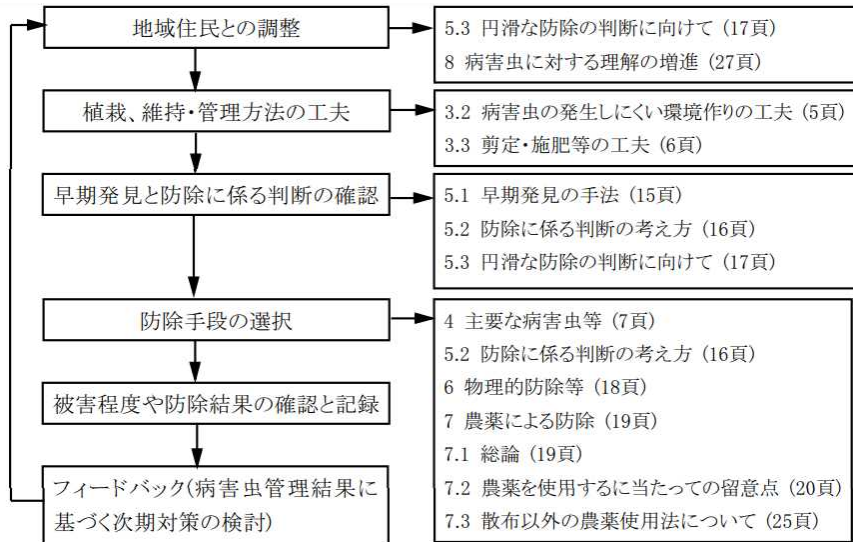 地域住民との調整
5.3 円滑な防除の判断に向けて (17頁)
8 病害虫に対する理解の増進 (27頁)
植栽、維持・管理方法の工夫
3.2 病害虫の発生しにくい環境作りの工夫 (5頁)
3.3 剪定・施肥等の工夫 (6頁)
早期発見と防除に係る判断の確認
5.1 早期発見の手法 (15頁)
5.2 防除に係る判断の考え方 (16頁)
5.3 円滑な防除の判断に向けて (17頁)
防除手段の選択
4 主要な病害虫等 (7頁)
5.2 防除に係る判断の考え方 (16頁)
6 物理的防除等 (18頁)
7 農薬による防除 (19頁)
7.1 総論 (19頁)
7.2 農薬を使用するに当たっての留意点 (20頁)
7.3 散布以外の農薬使用法について (25頁)
被害程度や防除結果の確認と記録
フィードバック(病害虫管理結果に
基づく次期対策の検討)